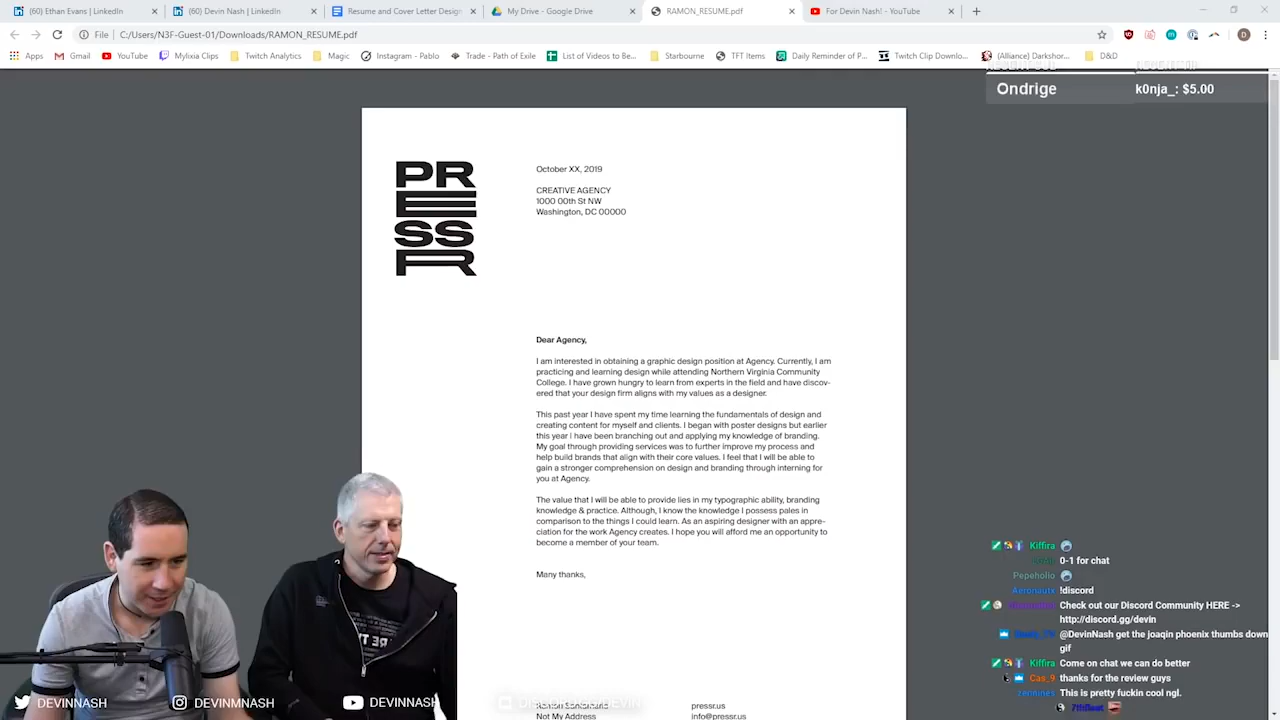 (60) Ethan Evans | LinkedIn
(60) Devin Nash | LinkedIn
Resume and Cover Letter Design
My Drive - Google Drive
RAMON_RESUME.pdf
For Devin Nash! - YouTube
File | C:/Users/N3F-Guest-01/Downloads/RAMON_RESUME.pdf
Apps
Gmail
YouTube
Mylixia Clips
Twitch Analytics
Magic
Instagram - Pablo
Trade - Path of Exile
List of Videos to Be...
Starbourne
TFT Items
Daily Reminder of P...
Twitch Clip Downlo...
(Alliance) Darkshor...
D&D
Ondrige
k0nja_: $5.00
PR
E
SS
R
October XX, 2019
CREATIVE AGENCY
1000 00th St NW
Washington, DC 00000
Dear Agency,
I am interested in obtaining a graphic design position at Agency. Currently, I am
practicing and learning design while attending Northern Virginia Community
College. I have grown hungry to learn from experts in the field and have discov-
ered that your design firm aligns with my values as a designer.
This past year I have spent my time learning the fundamentals of design and
creating content for myself and clients. I began with poster designs but earlier
this year I have been branching out and applying my knowledge of branding.
My goal through providing services was to further improve my process and
help build brands that align with their core values. I feel that I will be able to
gain a stronger comprehension on design and branding through interning for
you at Agency.
The value that I will be able to provide lies in my typographic ability, branding
knowledge & practice. Although, I know the knowledge I possess pales in
comparison to the things I could learn. As an aspiring designer with an appre-
ciation for the work Agency creates. I hope you will afford me an opportunity to
become a member of your team.
Many thanks,
Not My Address
pressr.us
info@pressr.us
Kiffira
0-1 for chat
Pepehollo
Aeronautx !discord
Check out our Discord Community HERE ->
http://discord.gg/devin
@DevinNash get the joaqin phoenix thumbs down
gif
Kiffira Come on chat we can do better
Cas_9 thanks for the review guys
zennines This is pretty fuckin cool ngl.
DEVINNASH
DEVINMNASH
DEVINNASH